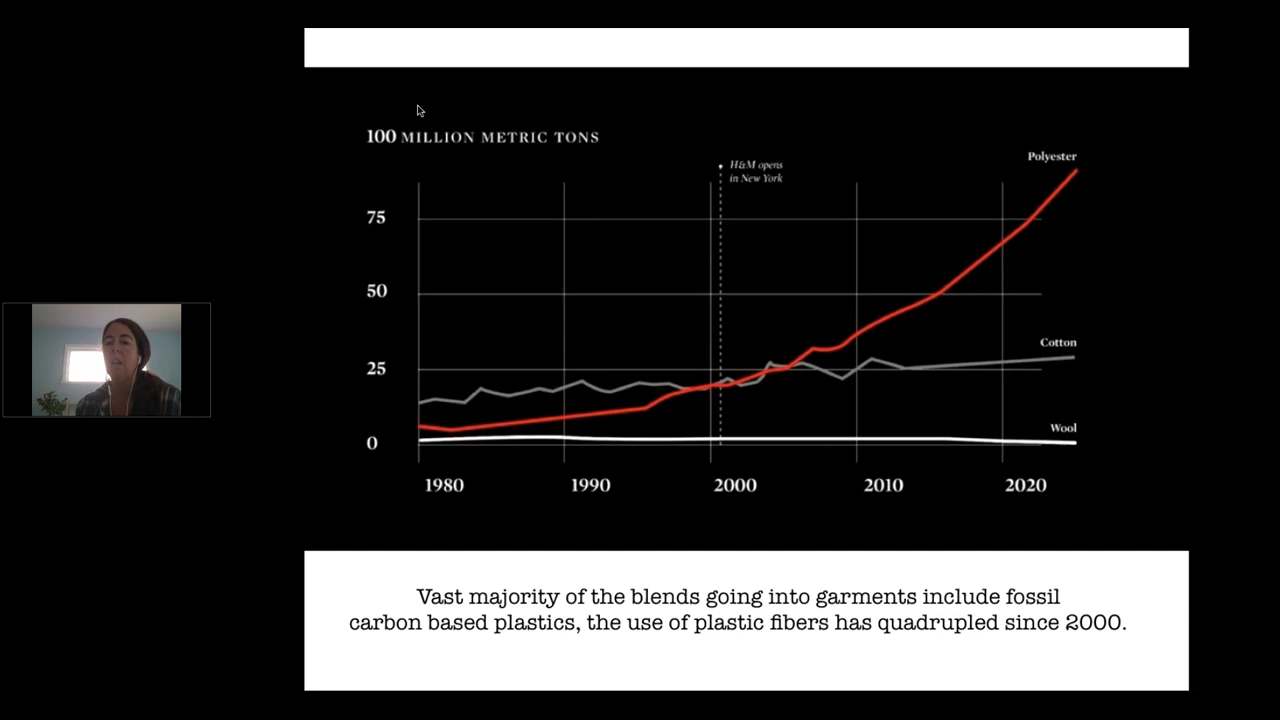 100 MILLION METRIC TONS
H&M opens
in New York
Polyester
75
50
Cotton
25
Wool
0
1980 1990 2000 2010 2020
Vast majority of the blends going into garments include fossil
carbon based plastics, the use of plastic fibers has quadrupled since 2000.